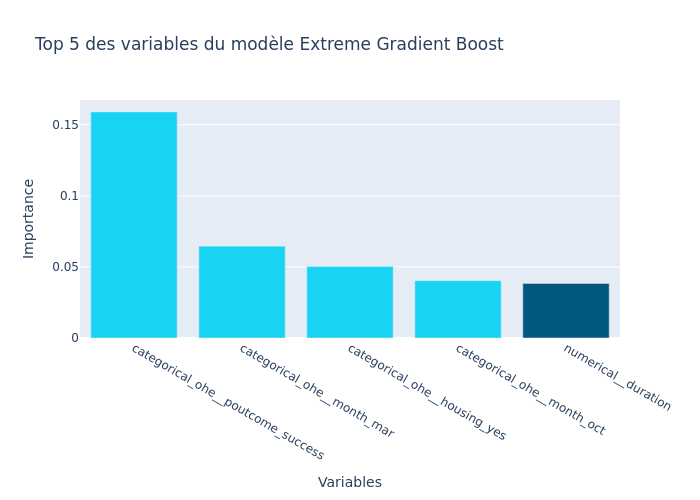 Top 5 des variables du modèle Extreme Gradient Boost
Importance
0.15
0.1
0.05
0
categorical_ohe__poutcome_success
categorical_ohe__month_mar
categorical_ohe__housing_yes
categorical_ohe__month_oct
numerical__duration
Variables